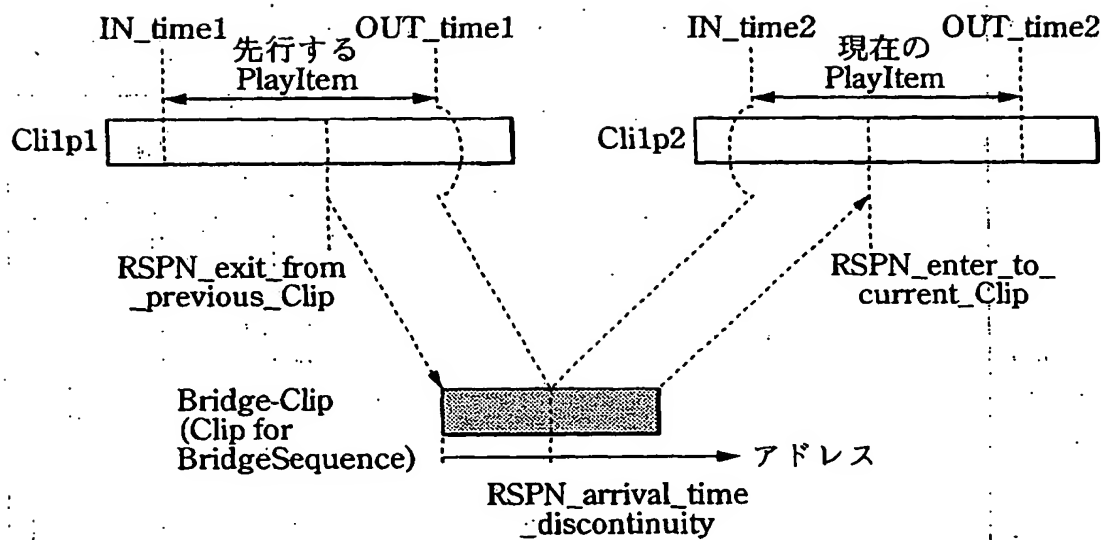 IN_time1
先行する
PlayItem
OUT_time1
IN_time2
現在の
PlayItem
OUT_time2
Cli1p1
Cli1p2
RSPN_exit_from
_previous_Clip
RSPN_enter_to_
current_Clip
Bridge-Clip
(Clip for
BridgeSequence)
アドレス
RSPN_arrival_time
_discontinuity